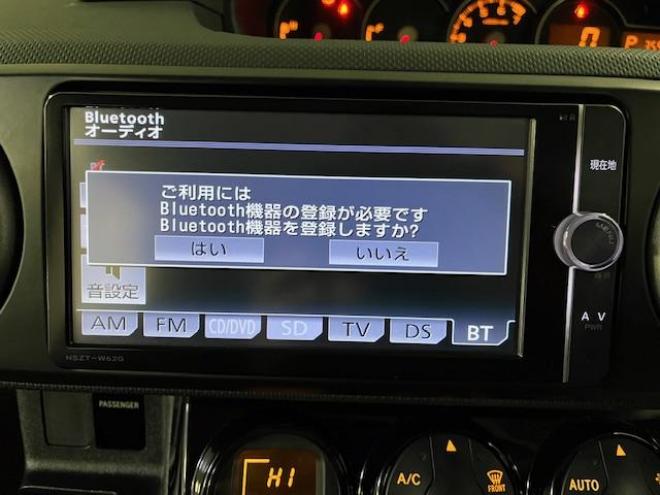 Bluetooth
オーディオ
現在地
ご利用には
Bluetooth機器の登録が必要です
Bluetooth機器を登録しますか?
はい
いいえ
MENU
音設定
AM
FM
CD/DVD
SD
TV
DS
BT
A V
PWR
NSZT-W62G
PASSENGER
HI
A/C
FRONT
AUTO
0
P